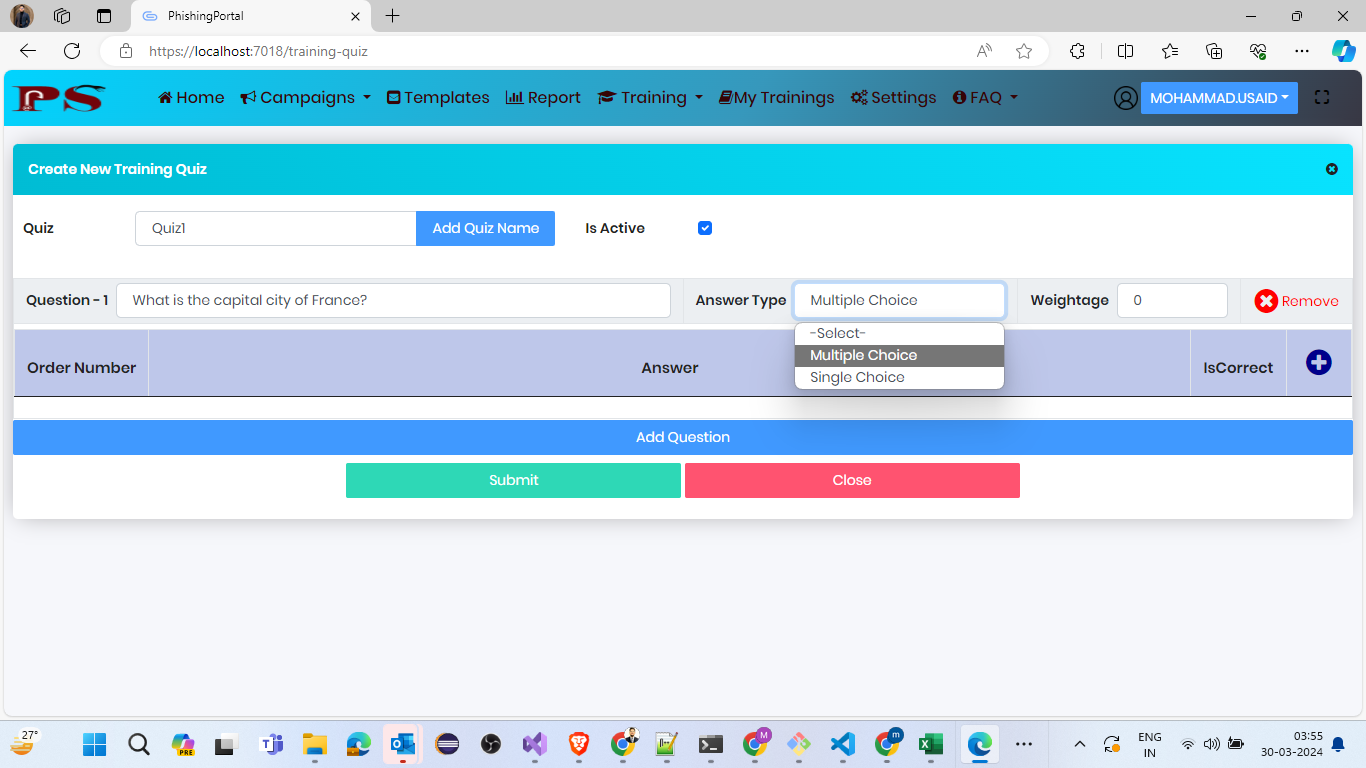 PhishingPortal
https://localhost:7018/training-quiz
PS Home Campaigns Templates Report Training My Trainings Settings FAQ MOHAMMAD.USAID
Create New Training Quiz
Quiz Quiz1 Add Quiz Name Is Active
Question - 1 What is the capital city of France? Answer Type Multiple Choice Weightage 0 Remove
-Select-
Multiple Choice
Single Choice
Order Number Answer IsCorrect
Add Question
Submit Close
27°
ENG
IN
03:55
30-03-2024